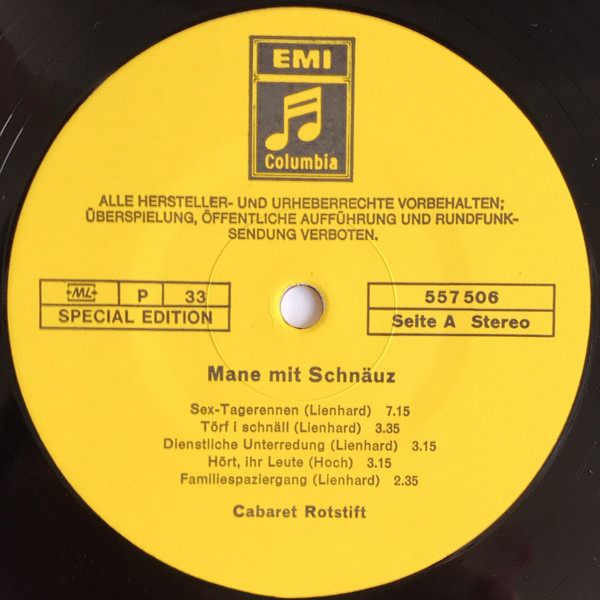 EMI
Columbia
ALLE HERSTELLER- UND URHEBERRECHTE VORBEHALTEN;
ÜBERSPIELUNG, ÖFFENTLICHE AUFFÜHRUNG UND RUNDFUNK-
SENDUNG VERBOTEN.
ML P 33
SPECIAL EDITION
557 506
Seite A Stereo
Mane mit Schnäuz
Sex-Tagerennen (Lienhard) 7.15
Törf i schnäll (Lienhard) 3.35
Dienstliche Unterredung (Lienhard) 3.15
Hört, ihr Leute (Hoch) 3.15
Familiespaziergang (Lienhard) 2.35
Cabaret Rotstift